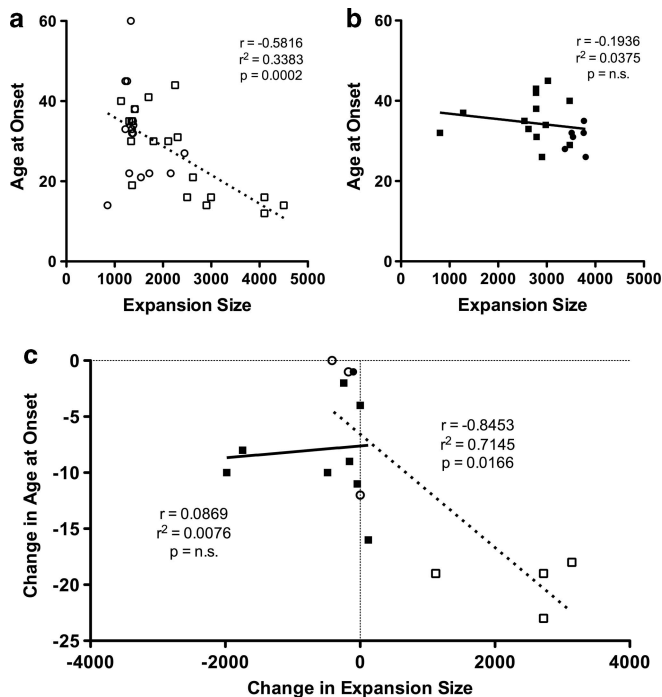 a
60
40
20
0
Age at Onset
r = -0.5816
r² = 0.3383
p = 0.0002
0 1000 2000 3000 4000 5000
Expansion Size
b
60
40
20
0
Age at Onset
r = -0.1936
r² = 0.0375
p = n.s.
0 1000 2000 3000 4000 5000
Expansion Size
c
0
-5
-10
-15
-20
-25
Change in Age at Onset
r = -0.8453
r² = 0.7145
p = 0.0166
r = 0.0869
r² = 0.0076
p = n.s.
-4000 -2000 0 2000 4000
Change in Expansion Size